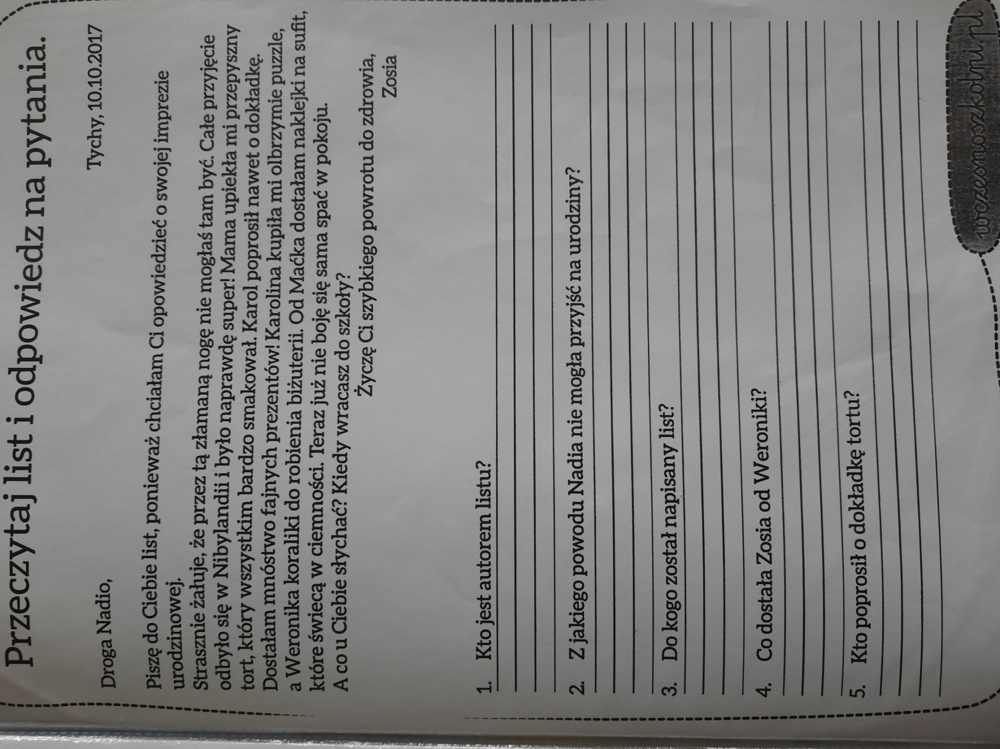 Przeczytaj list i odpowiedz na pytania.
Tychy, 10.10.2017
Droga Nadio,
Piszę do Ciebie list, ponieważ chciałam Ci opowiedzieć o swojej imprezie
urodzinowej.
Strasznie żałuje, że przez tą złamaną nogę nie mogłaś tam być. Całe przyjęcie
odbyło się w Nibylandii i było naprawdę super! Mama upiekła mi przepyszny
tort, który wszystkim bardzo smakował. Karol poprosił nawet o dokładkę.
Dostałam mnóstwo fajnych prezentów! Karolina kupiła mi olbrzymie puzzle,
a Weronika koraliki do robienia biżuterii. Od Maćka dostałam naklejki na sufit,
które świecą w ciemności. Teraz już nie boję się sama spać w pokoju.
A co u Ciebie słychać? Kiedy wracasz do szkoły?
Życzę Ci szybkiego powrotu do zdrowia,
Zosia
1. Kto jest autorem listu?
2. Z jakiego powodu Nadia nie mogła przyjść na urodziny?
3. Do kogo został napisany list?
4. Co dostała Zosia od Weroniki?
5. Kto poprosił o dokładkę tortu?
wczesnoszkolni.pl